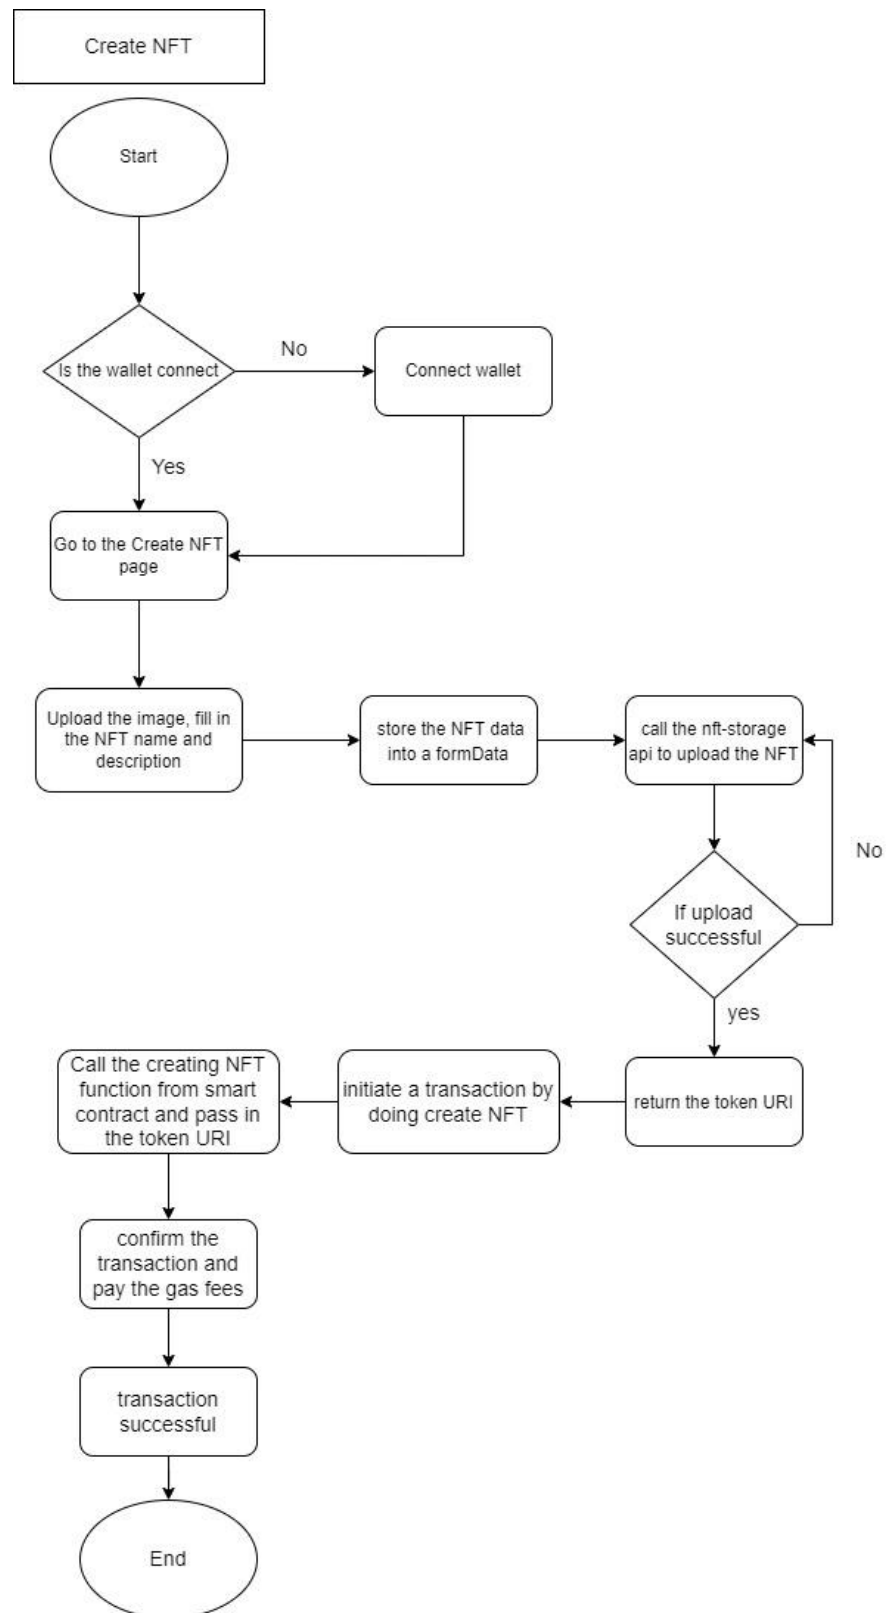 Create NFT
Start
Is the wallet connect
No
Connect wallet
Yes
Go to the Create NFT
page
Upload the image, fill in
the NFT name and
description
store the NFT data
into a formData
call the nft-storage
api to upload the NFT
No
If upload
successful
yes
return the token URI
initiate a transaction by
doing create NFT
Call the creating NFT
function from smart
contract and pass in
the token URI
confirm the
transaction and
pay the gas fees
transaction
successful
End